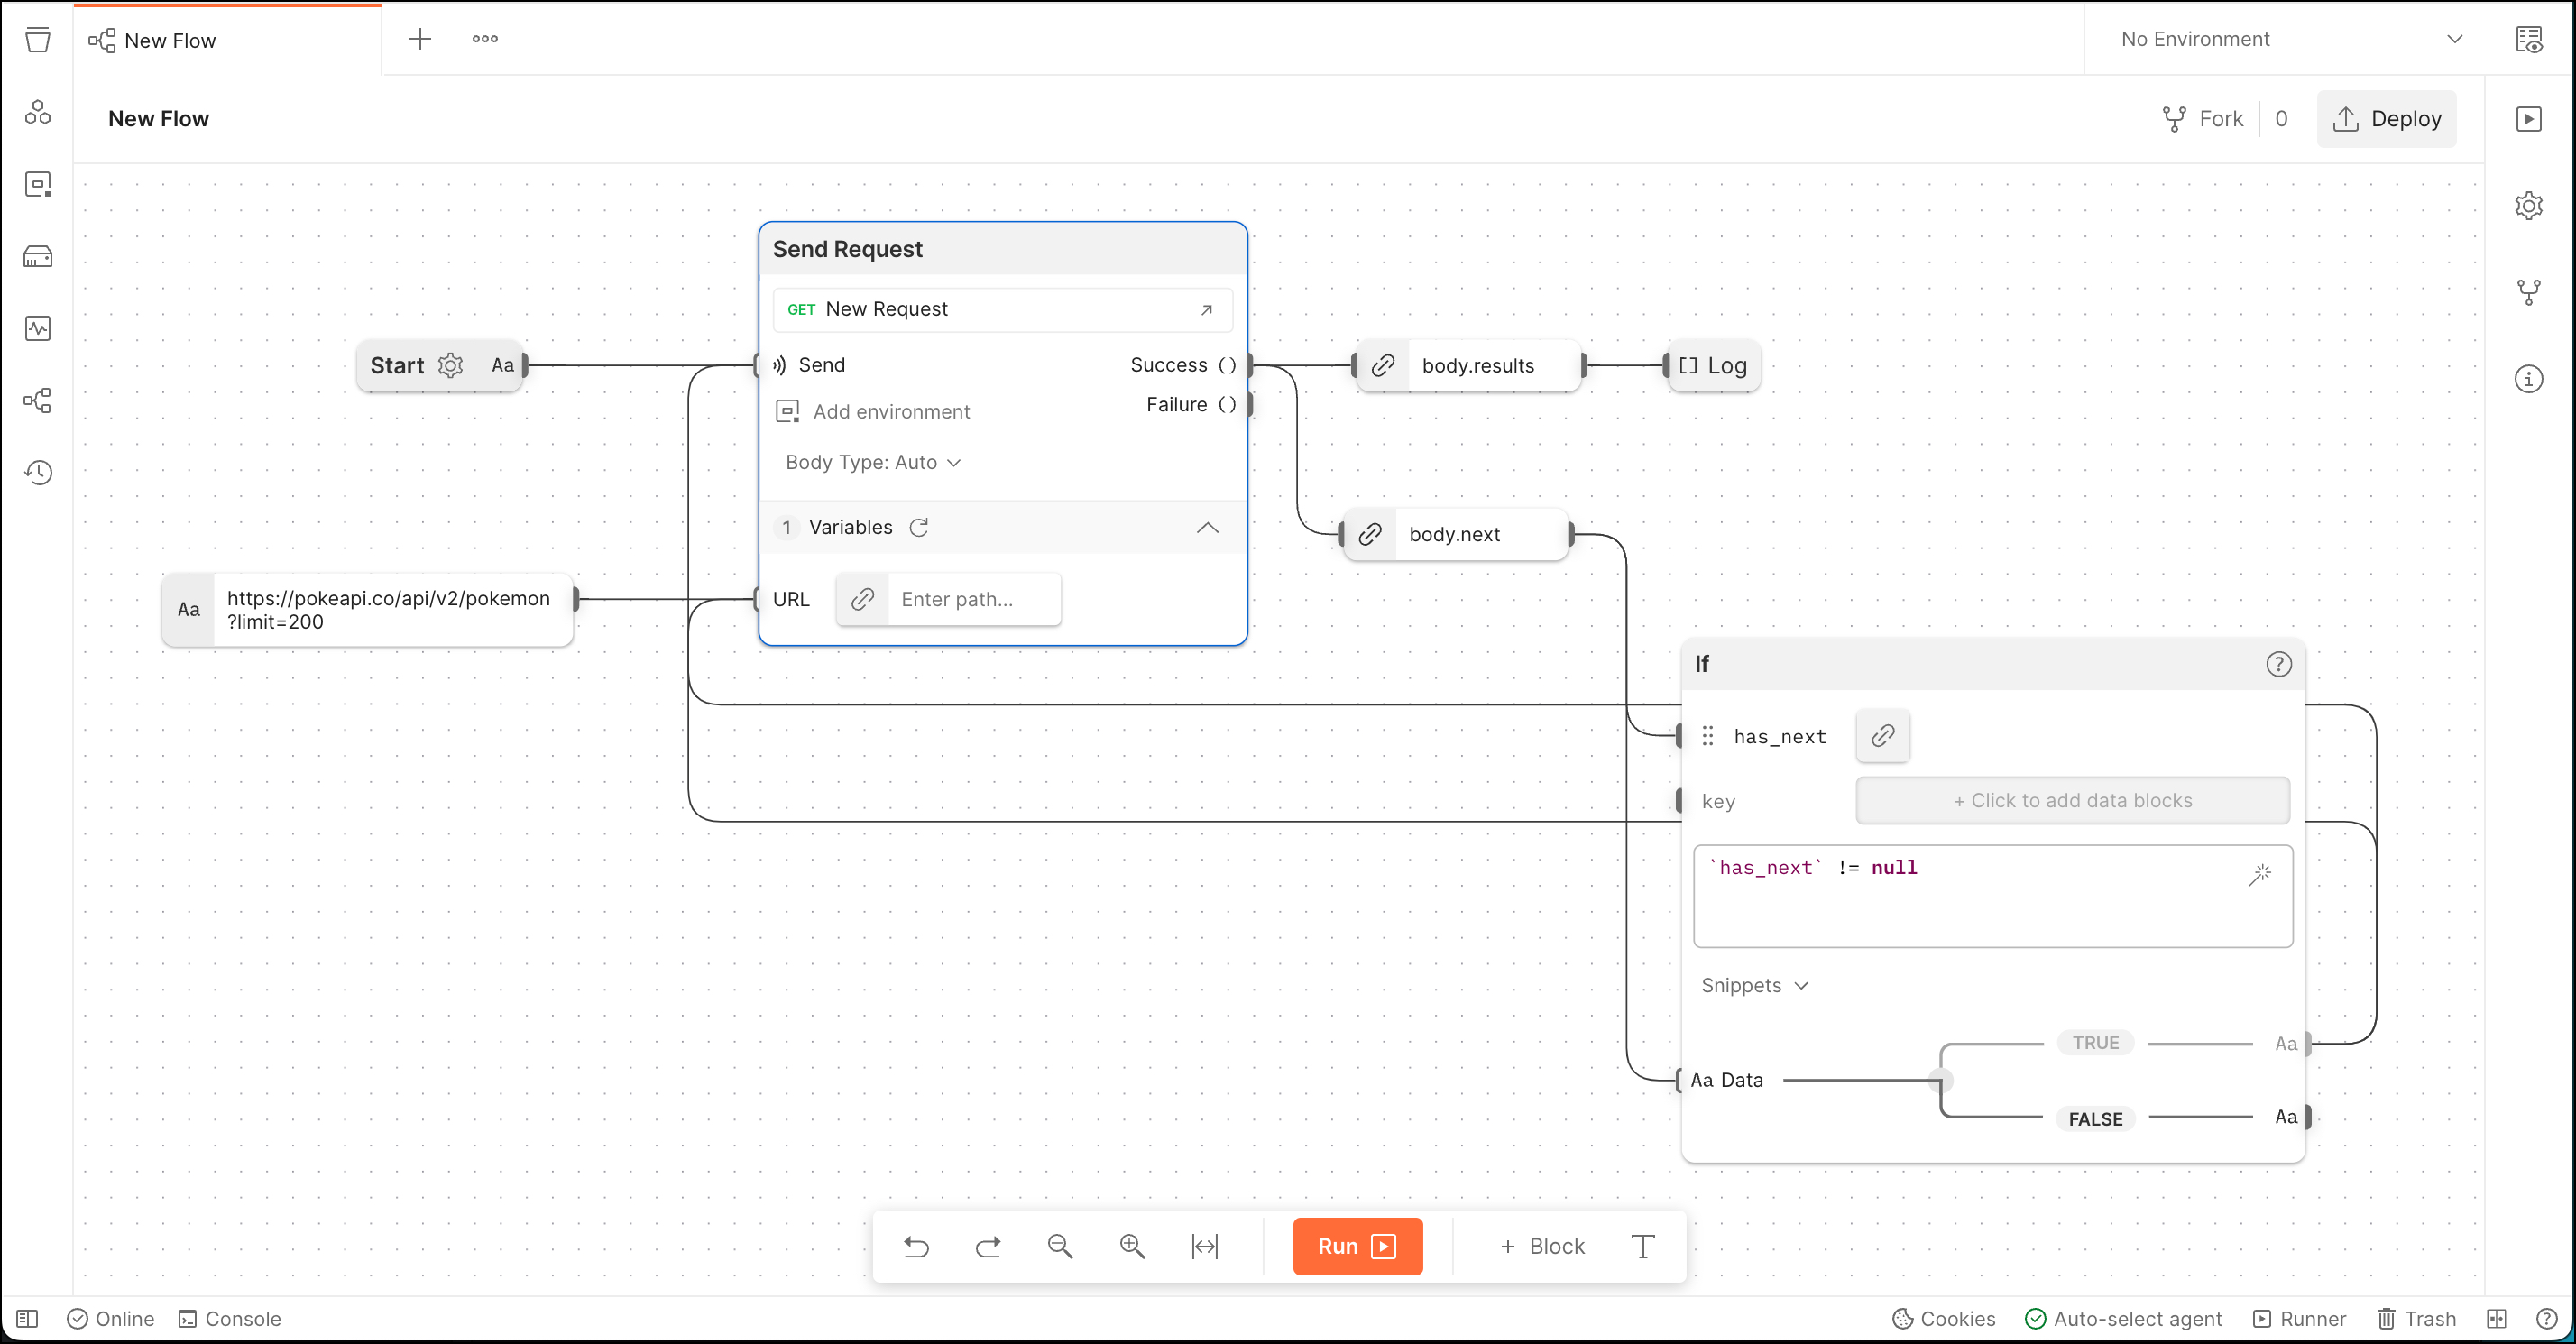 New Flow
No Environment
New Flow
Fork 0
Deploy
Send Request
GET New Request
Start Aa
Send
Success ()
body.results
[] Log
Add environment
Failure ()
Body Type: Auto
1 Variables
body.next
Aa
https://pokeapi.co/api/v2/pokemon
?limit=200
URL
Enter path...
If
has_next
key
+ Click to add data blocks
`has_next` != null
Snippets
TRUE Aa
Aa Data
FALSE Aa
Run
+ Block
T
Online
Console
Cookies
Auto-select agent
Runner
Trash